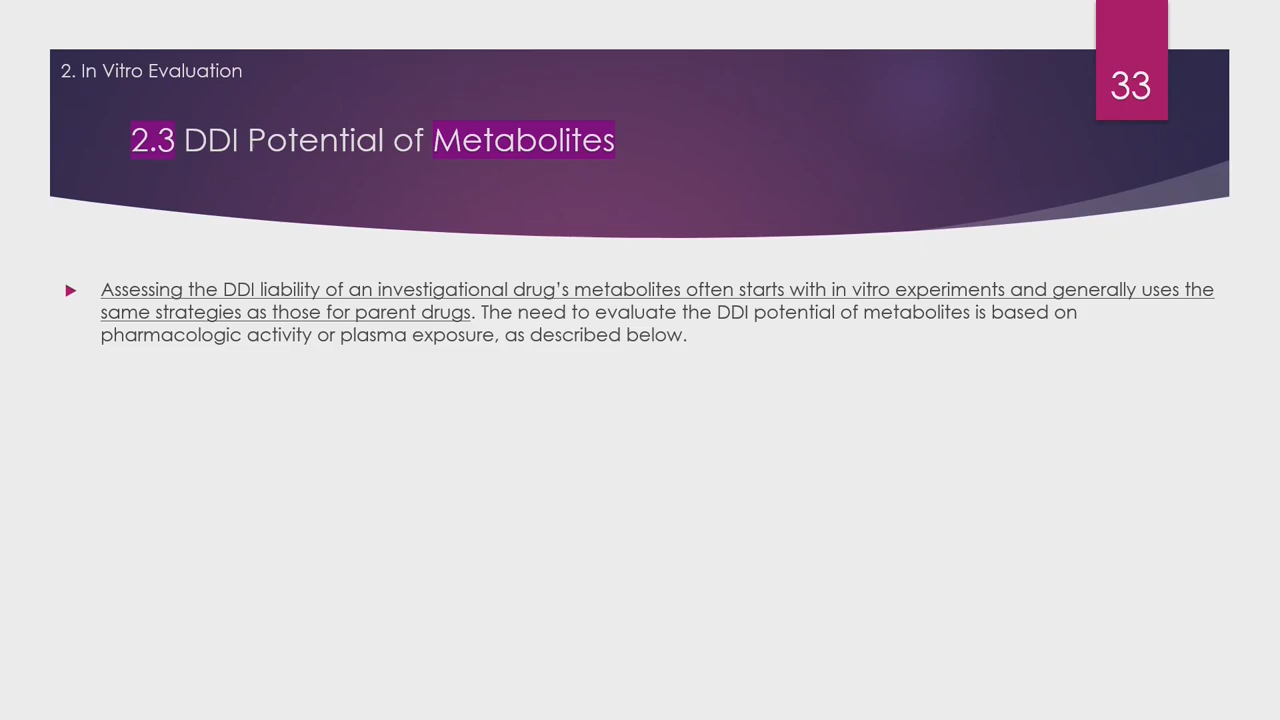 2. In Vitro Evaluation
33
2.3 DDI Potential of Metabolites
Assessing the DDI liability of an investigational drug’s metabolites often starts with in vitro experiments and generally uses the
same strategies as those for parent drugs. The need to evaluate the DDI potential of metabolites is based on
pharmacologic activity or plasma exposure, as described below.